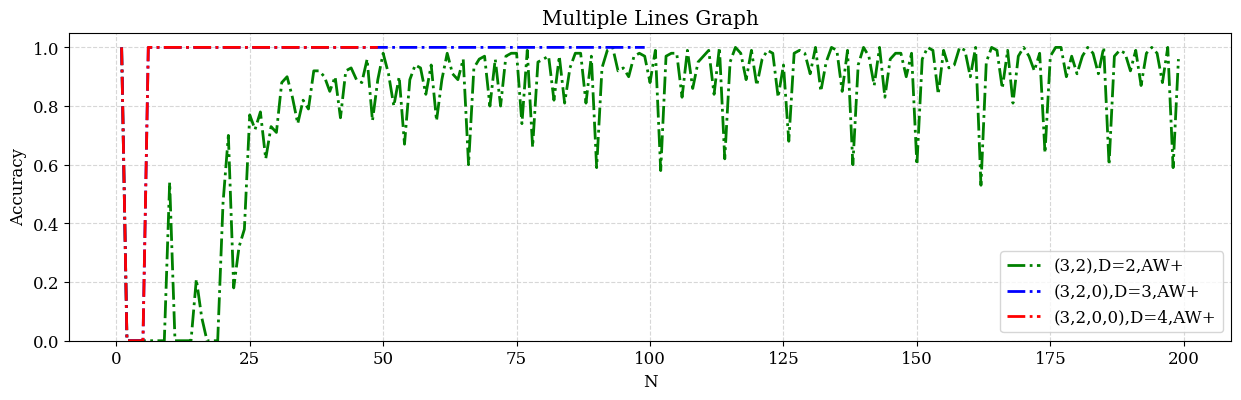 Multiple Lines Graph
1.0
0.8
0.6
0.4
0.2
0.0
Accuracy
0 25 50 75 100 125 150 175 200
N
(3,2),D=2,AW+
(3,2,0),D=3,AW+
(3,2,0,0),D=4,AW+